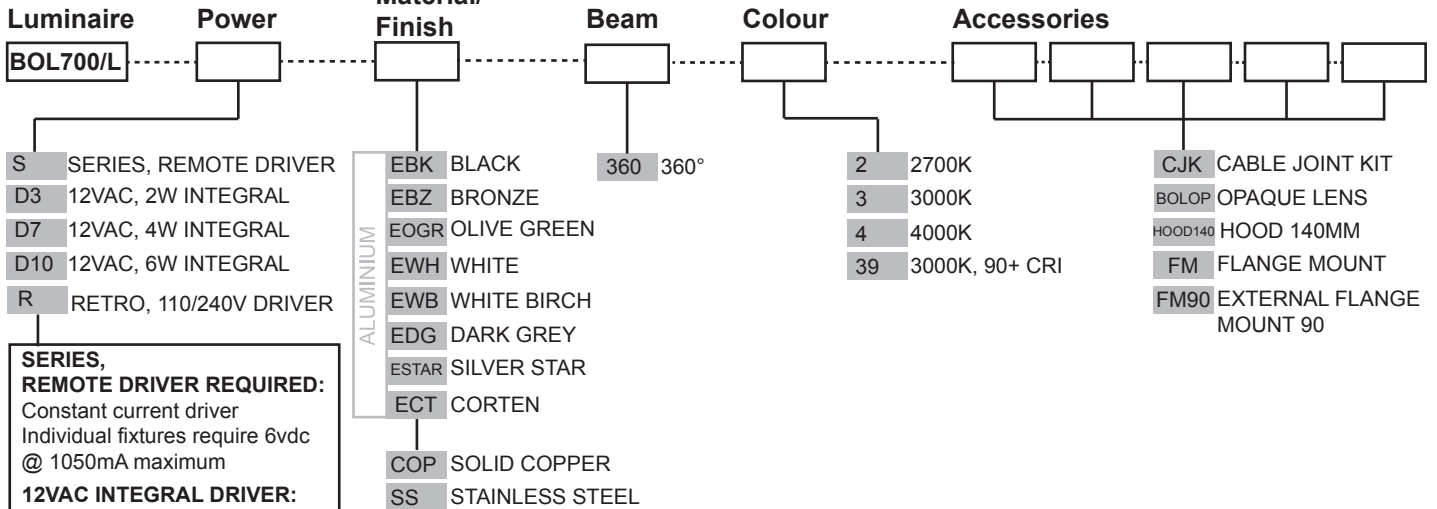 Luminaire
Power
Material/
Finish
Beam
Colour
Accessories
BOL700/L
S SERIES, REMOTE DRIVER
D3 12VAC, 2W INTEGRAL
D7 12VAC, 4W INTEGRAL
D10 12VAC, 6W INTEGRAL
R RETRO, 110/240V DRIVER
SERIES,
REMOTE DRIVER REQUIRED:
Constant current driver
Individual fixtures require 6vdc
@ 1050mA maximum
12VAC INTEGRAL DRIVER:
ALUMINIUM
EBK BLACK
EBZ BRONZE
EOGR OLIVE GREEN
EWH WHITE
EWB WHITE BIRCH
EDG DARK GREY
ESTAR SILVER STAR
ECT CORTEN
COP SOLID COPPER
SS STAINLESS STEEL
360 360°
2 2700K
3 3000K
4 4000K
39 3000K, 90+ CRI
CJK CABLE JOINT KIT
BOLOP OPAQUE LENS
HOOD140 HOOD 140MM
FM FLANGE MOUNT
FM90 EXTERNAL FLANGE
MOUNT 90